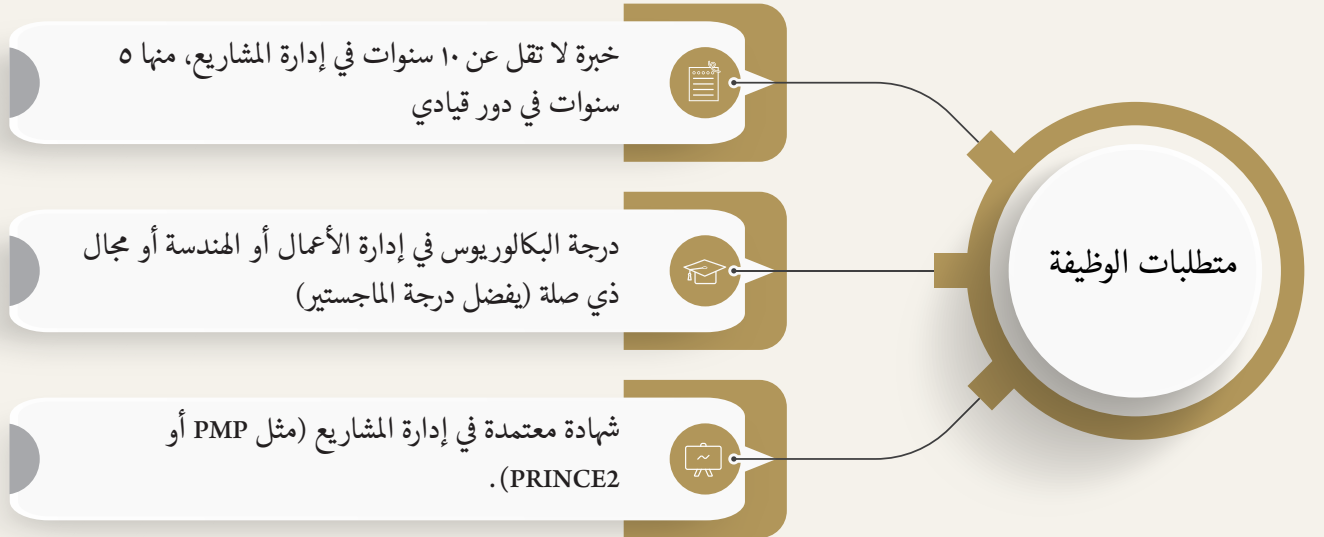 متطلبات الوظيفة
خبرة لا تقل عن ١٠ سنوات في إدارة المشاريع، منها ٥
سنوات في دور قيادي
درجة البكالوريوس في إدارة الأعمال أو الهندسة أو مجال
ذي صلة (يفضل درجة الماجستير)
شهادة معتمدة في إدارة المشاريع (مثل PMP أو
PRINCE2).